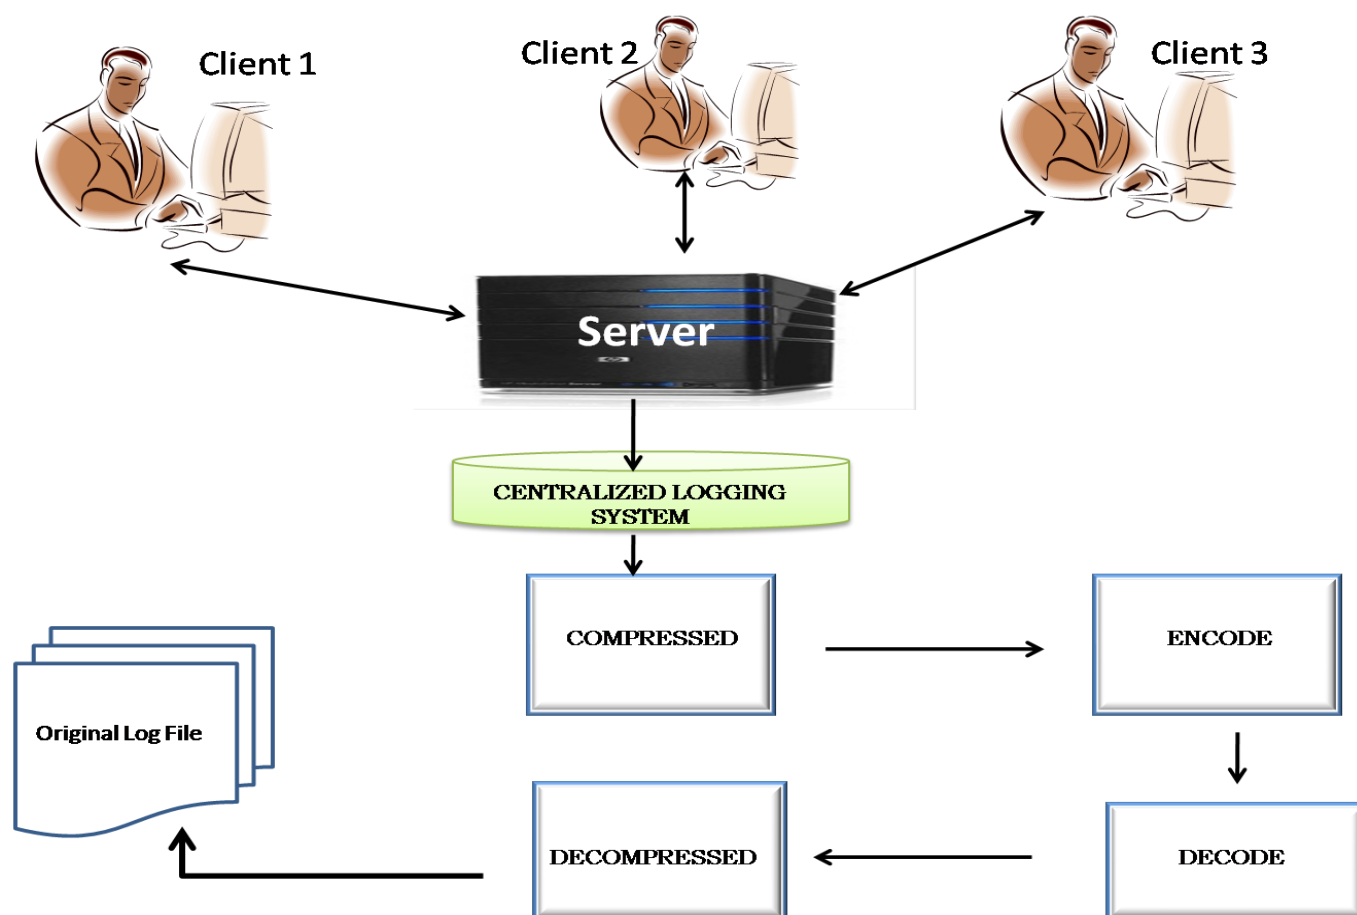 Client 1
Client 2
Client 3
Server
CENTRALIZED LOGGING
SYSTEM
COMPRESSED
ENCODE
Original Log File
DECOMPRESSED
DECODE